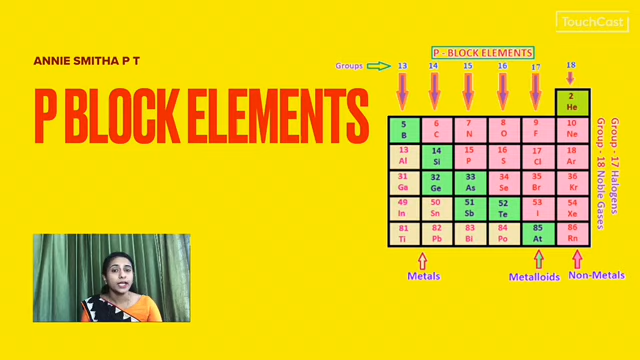 TouchCast
ANNIE SMITHA P T
P BLOCK ELEMENTS
P - BLOCK ELEMENTS
Groups 13 14 15 16 17 18
2
He
5 6 7 8 9 10
B C N O F Ne
13 14 15 16 17 18
Al Si P S Cl Ar
31 32 33 34 35 36
Ga Ge As Se Br Kr
49 50 51 52 53 54
In Sn Sb Te I Xe
81 82 83 84 85 86
Ti Pb Bi Po At Rn
Group - 17 Halogens
Group - 18 Noble Gases
Metals Metalloids Non-Metals